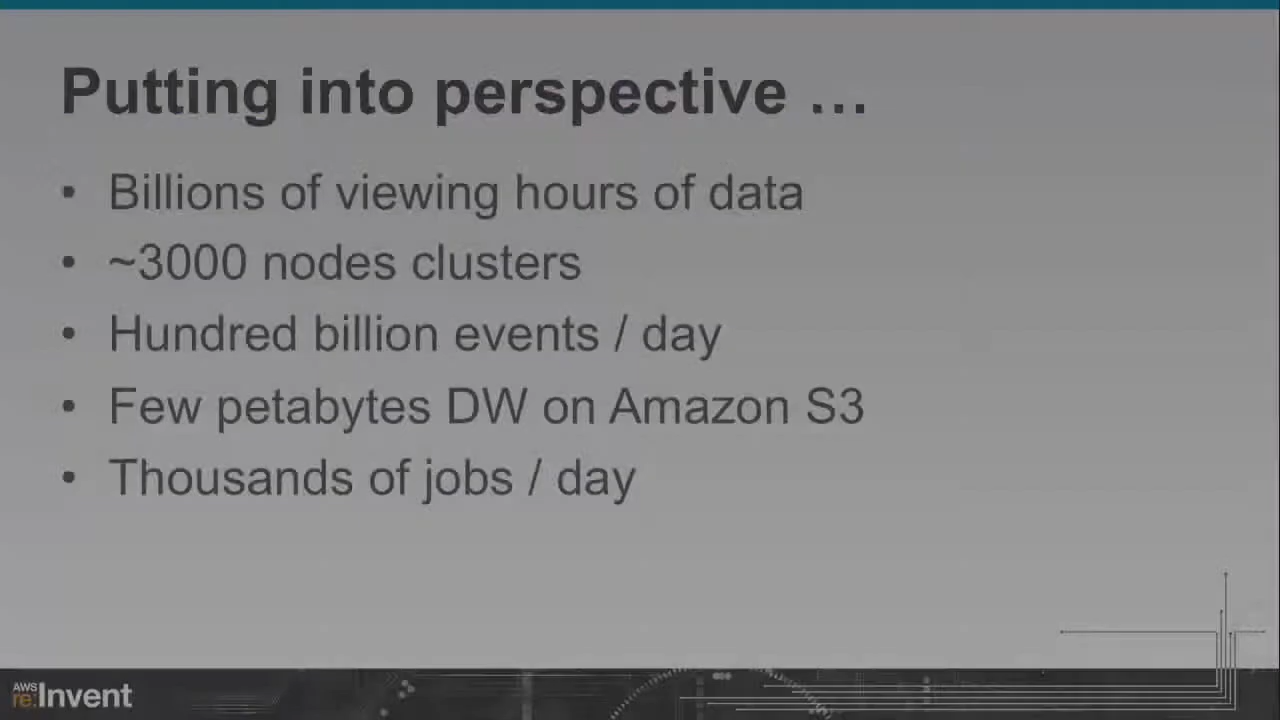 Putting into perspective …
• Billions of viewing hours of data
• ~3000 nodes clusters
• Hundred billion events / day
• Few petabytes DW on Amazon S3
• Thousands of jobs / day
AWS
re:Invent